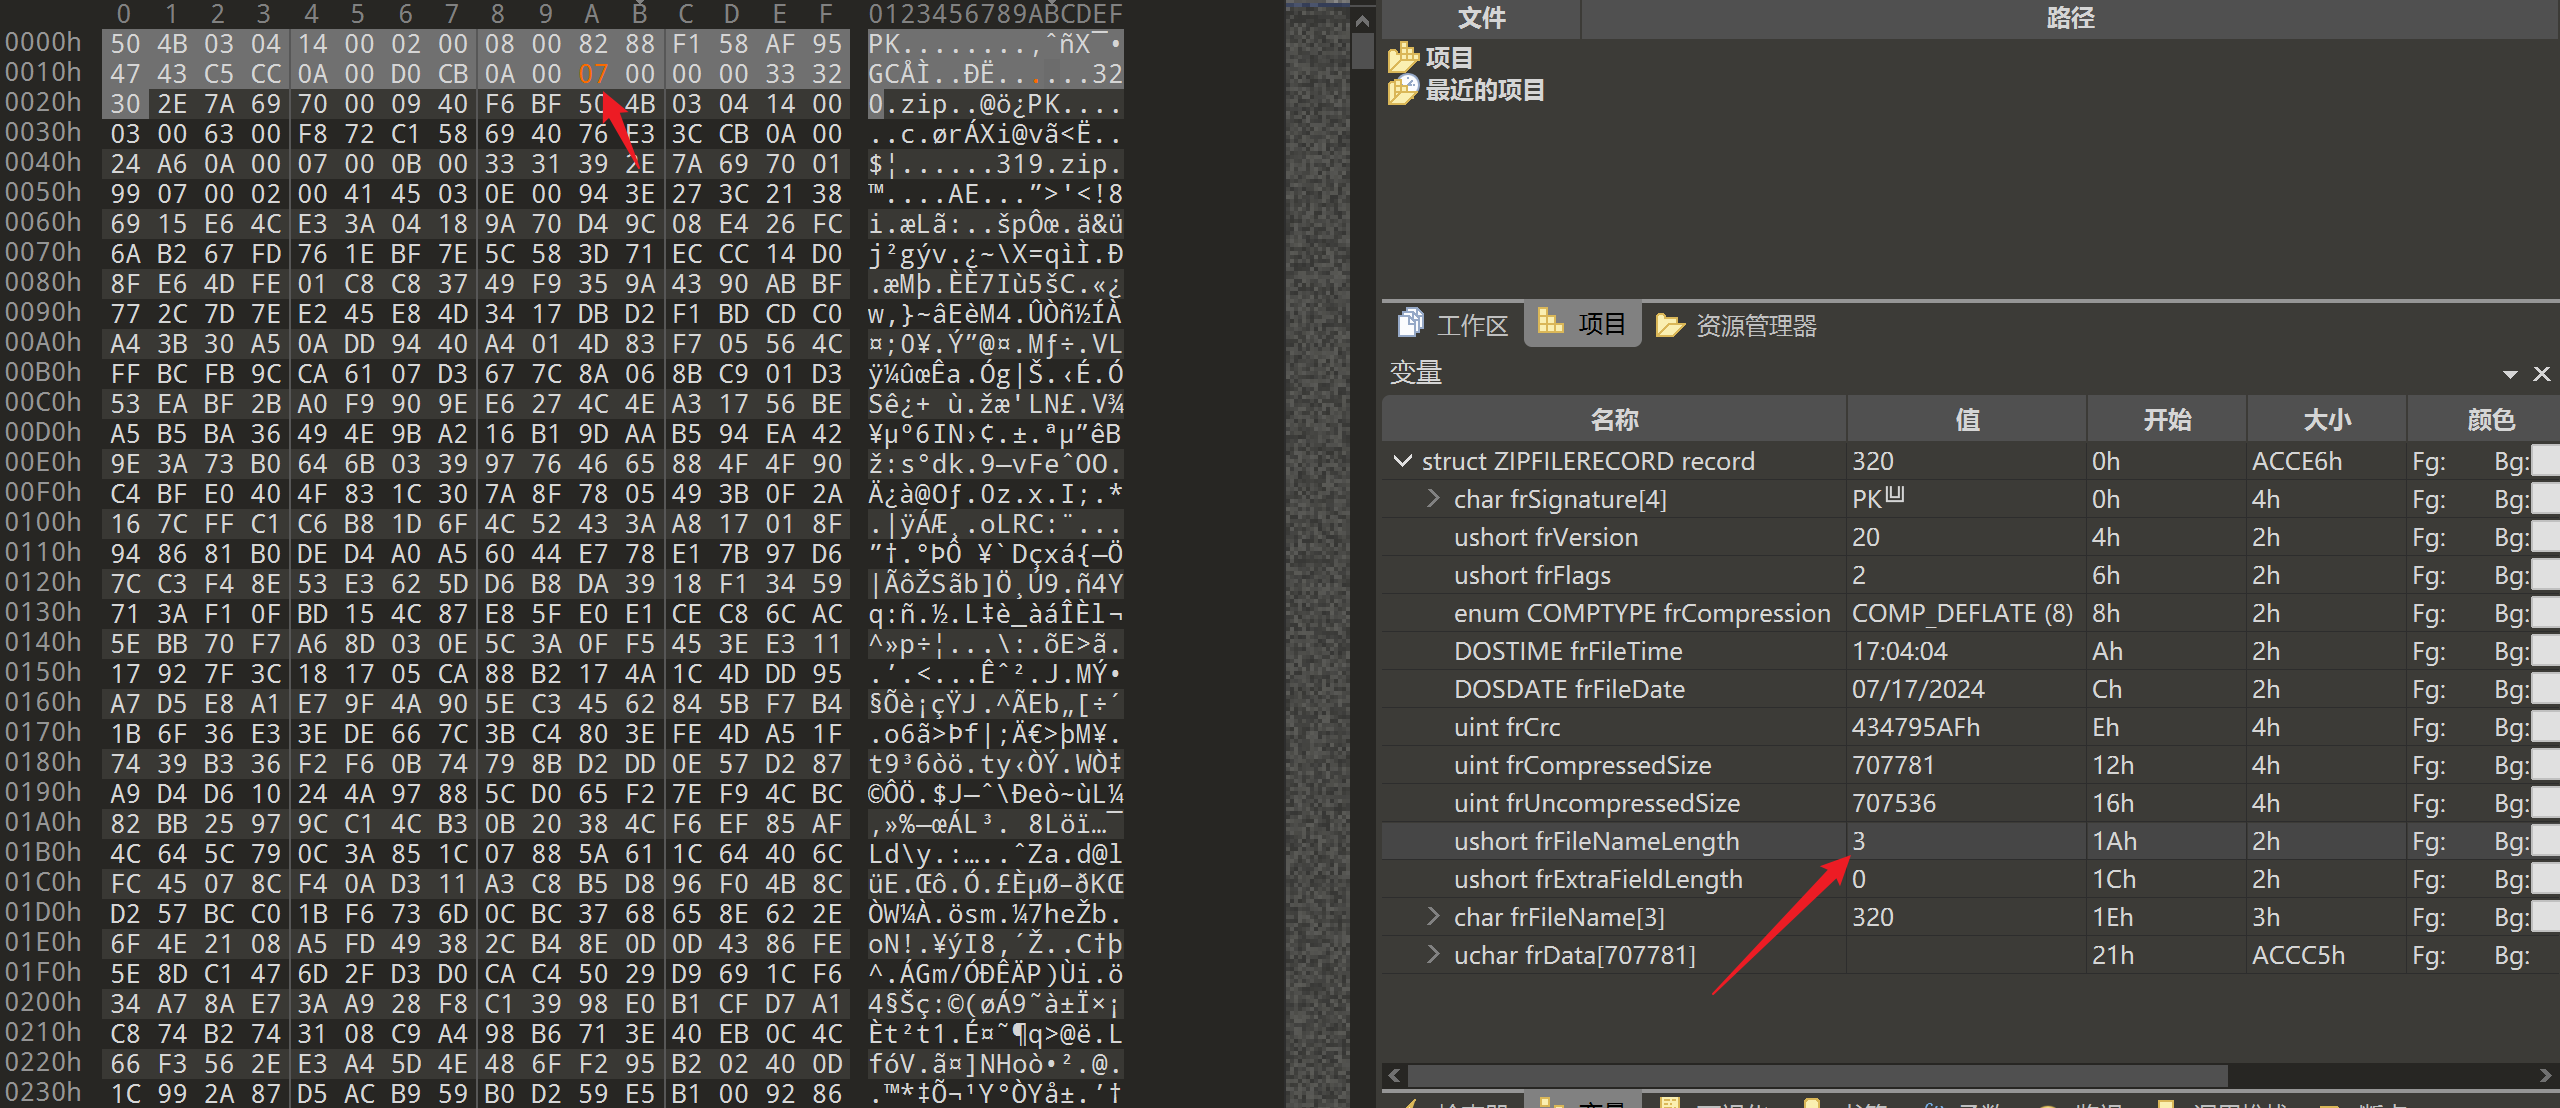 0 1 2 3 4 5 6 7 8 9 A B C D E F 0123456789ABCDEF
0000h 50 4B 03 04 14 00 02 00 08 00 82 88 F1 58 AF 95 PK........‚ˆñX¯•
0010h 47 43 C5 CC 0A 00 D0 CB 0A 00 07 00 00 00 33 32 GCÅÌ..ÐË......32
0020h 30 2E 7A 69 70 00 09 40 F6 BF 50 4B 03 04 14 00 0.zip..@ö¿PK....
0030h 03 00 63 00 F8 72 C1 58 69 40 76 E3 3C CB 0A 00 ..c.ørÁXi@vã<Ë..
0040h 24 A6 0A 00 07 00 0B 00 33 31 39 2E 7A 69 70 01 $¦......319.zip.
0050h 99 07 00 02 00 41 45 03 0E 00 94 3E 27 3C 21 38 ™....AE...”>'<!8
0060h 69 15 E6 4C E3 3A 04 18 9A 70 D4 9C 08 E4 26 FC i.æLã:..špÔœ.ä&ü
0070h 6A B2 67 FD 76 1E BF 7E 5C 58 3D 71 EC CC 14 D0 j²gýv.¿~\X=qìÌ.Ð
0080h 8F E6 4D FE 01 C8 C8 37 49 F9 35 9A 43 90 AB BF .æMþ.ÈÈ7Iù5šC.«¿
0090h 77 2C 7D 7E E2 45 E8 4D 34 17 DB D2 F1 BD CD C0 w,}~âEèM4.ÛÒñ½ÍÀ
00A0h A4 3B 30 A5 0A DD 94 40 A4 01 4D 83 F7 05 56 4C ¤;0¥.Ý”@¤.Mƒ÷.VL
00B0h FF BC FB 9C CA 61 07 D3 67 7C 8A 06 8B C9 01 D3 ÿ¼ûœÊa.Óg|Š.‹É.Ó
00C0h 53 EA BF 2B A0 F9 90 9E E6 27 4C 4E A3 17 56 BE Sê¿+ ù.žæ'LN£.V¾
00D0h A5 B5 BA 36 49 4E 9B A2 16 B1 9D AA B5 94 EA 42 ¥µº6IN›¢.±.ªµ”êB
00E0h 9E 3A 73 B0 64 6B 03 39 97 76 46 65 88 4F 4F 90 ž:s°dk.9—vFeˆOO.
00F0h C4 BF E0 40 4F 83 1C 30 7A 8F 78 05 49 3B 0F 2A Ä¿à@Oƒ.0z.x.I;.*
0100h 16 7C FF C1 C6 B8 1D 6F 4C 52 43 3A A8 17 01 8F .|ÿÁÆ¸.oLRC:¨...
0110h 94 86 81 B0 DE D4 A0 A5 60 44 E7 78 E1 7B 97 D6 ”†.°ÞÔ ¥`Dçxá{—Ö
0120h 7C C3 F4 8E 53 E3 62 5D D6 B8 DA 39 18 F1 34 59 |ÃôŽSãb]Ö¸Ú9.ñ4Y
0130h 71 3A F1 0F BD 15 4C 87 E8 5F E0 E1 CE C8 6C AC q:ñ.½.L‡è_àáÎÈl¬
0140h 5E BB 70 F7 A6 8D 03 0E 5C 3A 0F F5 45 3E E3 11 ^»p÷¦...\:.õE>ã.
0150h 17 92 7F 3C 18 17 05 CA 88 B2 17 4A 1C 4D DD 95 .’.<...Êˆ².J.MÝ•
0160h A7 D5 E8 A1 E7 9F 4A 90 5E C3 45 62 84 5B F7 B4 §Õè¡çŸJ.^ÃEb„[÷´
0170h 1B 6F 36 E3 3E DE 66 7C 3B C4 80 3E FE 4D A5 1F .o6ã>Þf|;Ä€>þM¥.
0180h 74 39 B3 36 F2 F6 0B 74 79 8B D2 DD 0E 57 D2 87 t9³6òö.ty‹ÒÝ.WÒ‡
0190h A9 D4 D6 10 24 4A 97 88 5C D0 65 F2 7E F9 4C BC ©ÔÖ.$J—ˆ\Ðeò~ùL¼
01A0h 82 BB 25 97 9C C1 4C B3 0B 20 38 4C F6 EF 85 AF ‚»%—œÁL³. 8Löï…¯
01B0h 4C 64 5C 79 0C 3A 85 1C 07 88 5A 61 1C 64 40 6C Ld\y.:…..ˆZa.d@l
01C0h FC 45 07 8C F4 0A D3 11 A3 C8 B5 D8 96 F0 4B 8C üE.Œô.Ó.£ÈµØ–ðKŒ
01D0h D2 57 BC C0 1B F6 73 6D 0C BC 37 68 65 8E 62 2E ÒW¼À.ösm.¼7heŽb.
01E0h 6F 4E 21 08 A5 FD 49 38 2C B4 8E 0D 0D 43 86 FE oN!.¥ýI8,´Ž..C†þ
01F0h 5E 8D C1 47 6D 2F D3 D0 CA C4 50 29 D9 69 1C F6 ^.ÁGm/ÓÐÊÄP)Ùi.ö
0200h 34 A7 8A E7 3A A9 28 F8 C1 39 98 E0 B1 CF D7 A1 4§Šç:©(øÁ9˜à±Ï×¡
0210h C8 74 B2 74 31 08 C9 A4 98 B6 71 3E 40 EB 0C 4C Èt²t1.É¤˜¶q>@ë.L
0220h 66 F3 56 2E E3 A4 5D 4E 48 6F F2 95 B2 02 40 0D fóV.ã¤]NHoò•².@.
0230h 1C 99 2A 87 D5 AC B9 59 B0 D2 59 E5 B1 00 92 86 .™*‡Õ¬¹Y°ÒYå±.’†
文件 路径
项目
最近的项目
工作区 项目 资源管理器
变量
名称 值 开始 大小 颜色
struct ZIPFILERECORD record 320 0h ACCE6h Fg: Bg:
char frSignature[4] PK 0h 4h Fg: Bg:
ushort frVersion 20 4h 2h Fg: Bg:
ushort frFlags 2 6h 2h Fg: Bg:
enum COMPTYPE frCompression COMP_DEFLATE (8) 8h 2h Fg: Bg:
DOSTIME frFileTime 17:04:04 Ah 2h Fg: Bg:
DOSDATE frFileDate 07/17/2024 Ch 2h Fg: Bg:
uint frCrc 434795AFh Eh 4h Fg: Bg:
uint frCompressedSize 707781 12h 4h Fg: Bg:
uint frUncompressedSize 707536 16h 4h Fg: Bg:
ushort frFileNameLength 3 1Ah 2h Fg: Bg:
ushort frExtraFieldLength 0 1Ch 2h Fg: Bg:
char frFileName[3] 320 1Eh 3h Fg: Bg:
uchar frData[707781] 21h ACCC5h Fg: Bg: